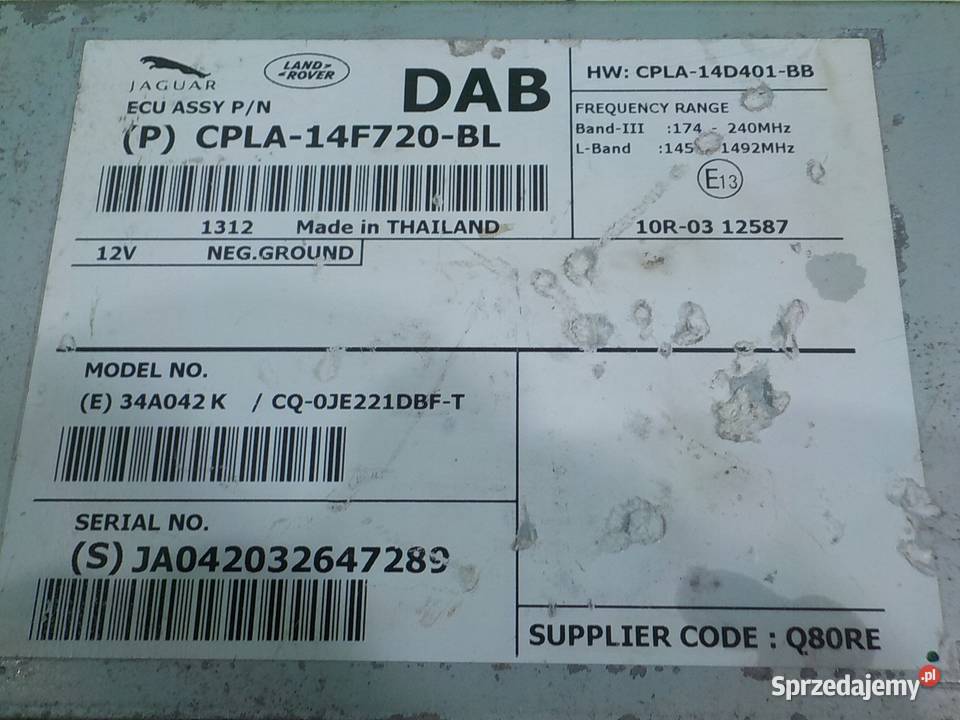 JAGUAR
LAND-
-ROVER
DAB
HW: CPLA-14D401-BB
ECU ASSY P/N
(P) CPLA-14F720-BL
FREQUENCY RANGE
Band-III :174 - 240MHz
L-Band :145 1492MHz
E13
1312 Made in THAILAND
10R-03 12587
12V NEG.GROUND
MODEL NO.
(E) 34A042 K / CQ-0JE221DBF-T
SERIAL NO.
(S) JA042032647289
SUPPLIER CODE : Q80RE
Sprzedajemy.pl